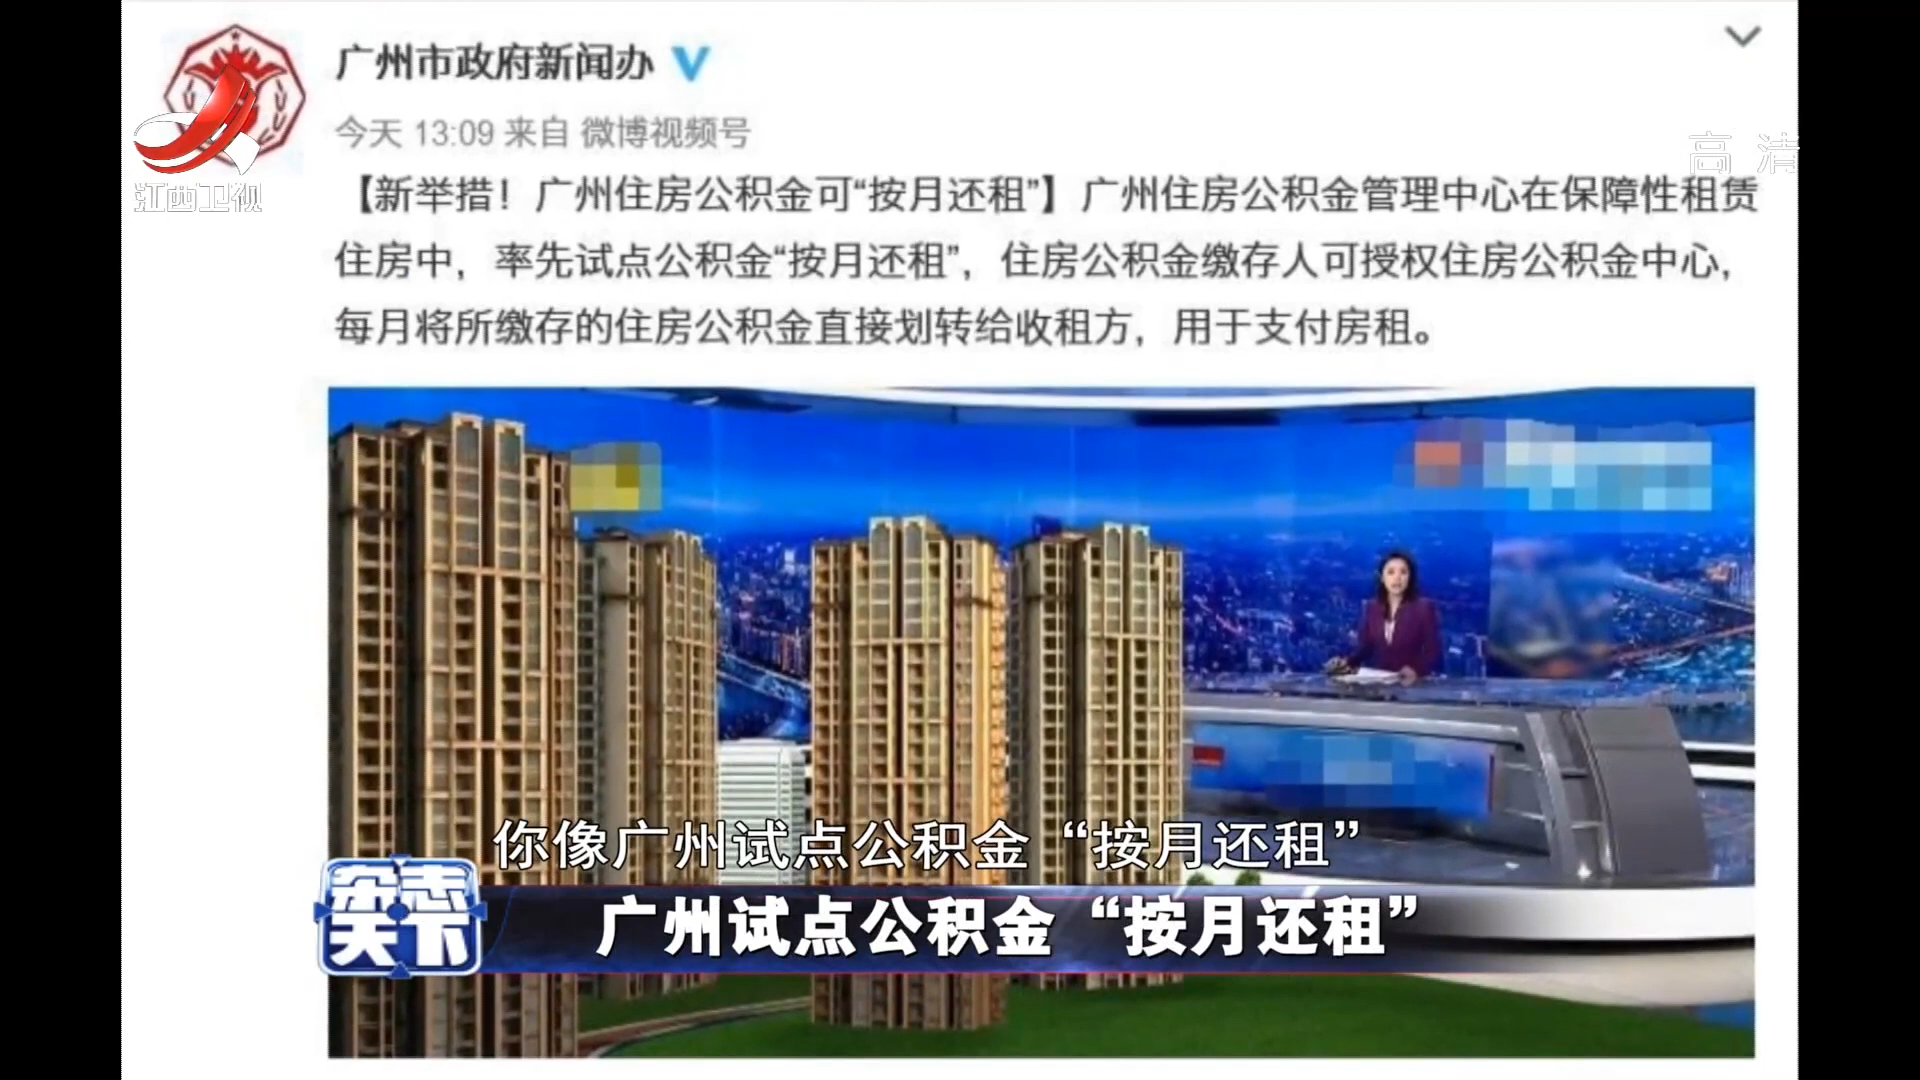 广州市政府新闻办
今天 13:09 来自 微博视频号
江西卫视
高清
【新举措！广州住房公积金可“按月还租”】广州住房公积金管理中心在保障性租赁
住房中，率先试点公积金“按月还租”，住房公积金缴存人可授权住房公积金中心，
每月将所缴存的住房公积金直接划转给收租方，用于支付房租。
你像广州试点公积金“按月还租”
杂志
天下
广州试点公积金“按月还租”